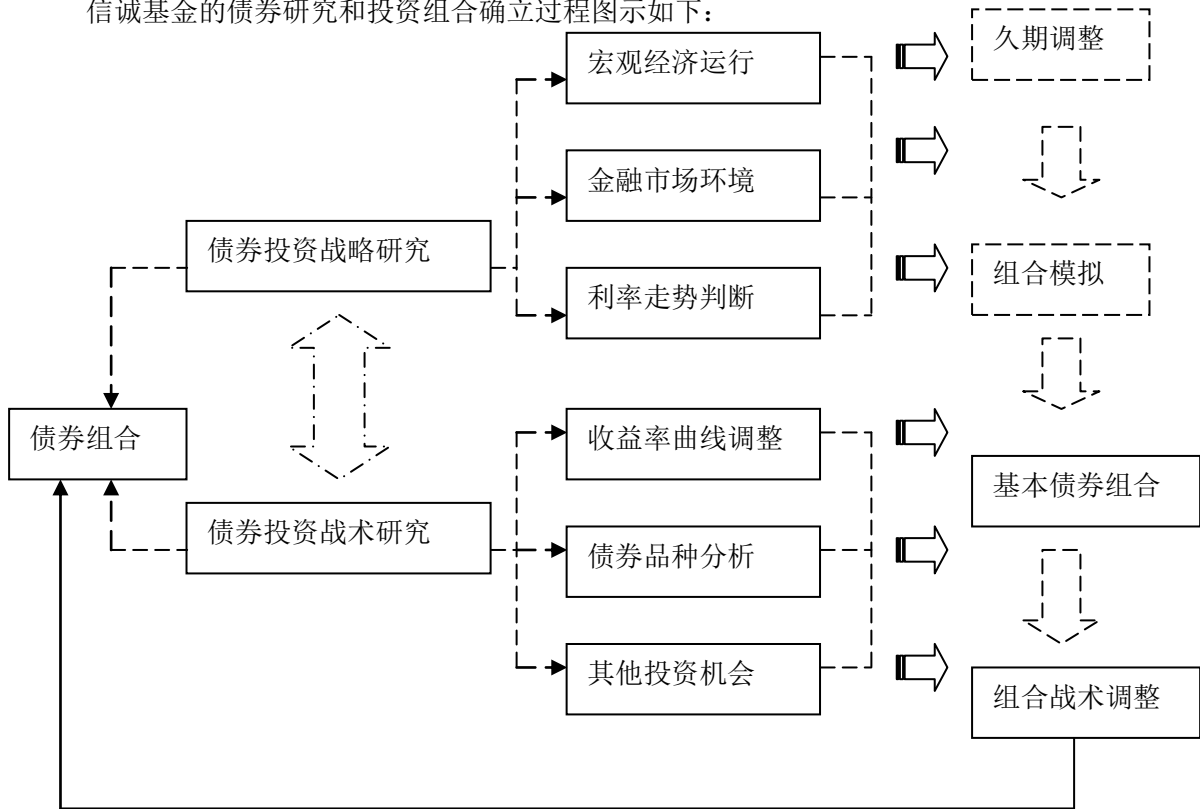 信诚基金的债券研究和投资组合确立过程图示如下：
宏观经济运行
久期调整
金融市场环境
债券投资战略研究
组合模拟
利率走势判断
债券组合
收益率曲线调整
基本债券组合
债券投资战术研究
债券品种分析
其他投资机会
组合战术调整